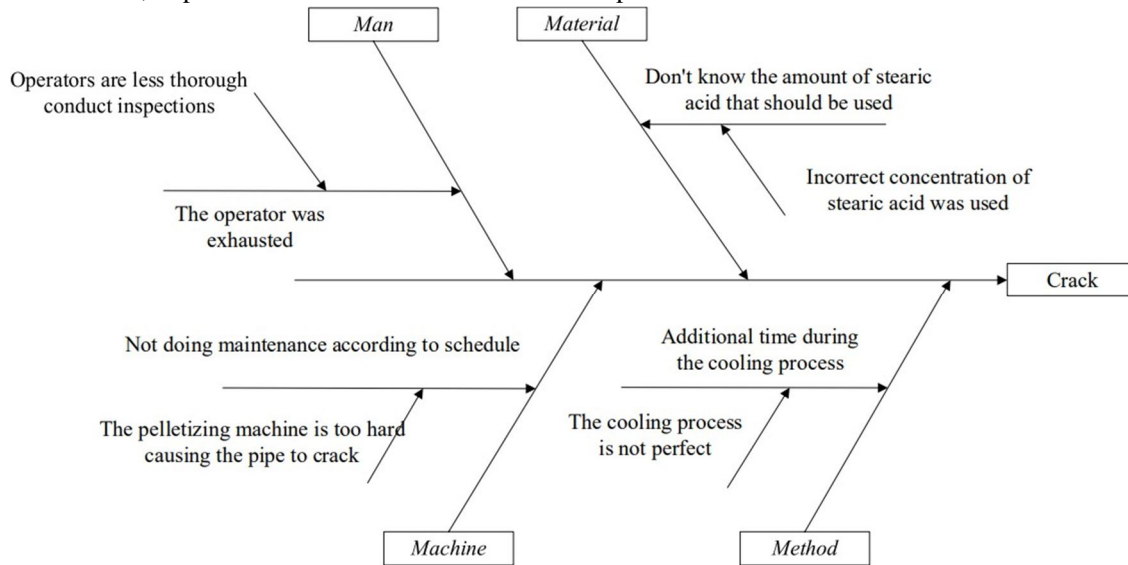 Man
Material
Operators are less thorough
conduct inspections
Don't know the amount of stearic
acid that should be used
Incorrect concentration of
stearic acid was used
The operator was
exhausted
Crack
Not doing maintenance according to schedule
Additional time during
the cooling process
The pelletizing machine is too hard
causing the pipe to crack
The cooling process
is not perfect
Machine
Method